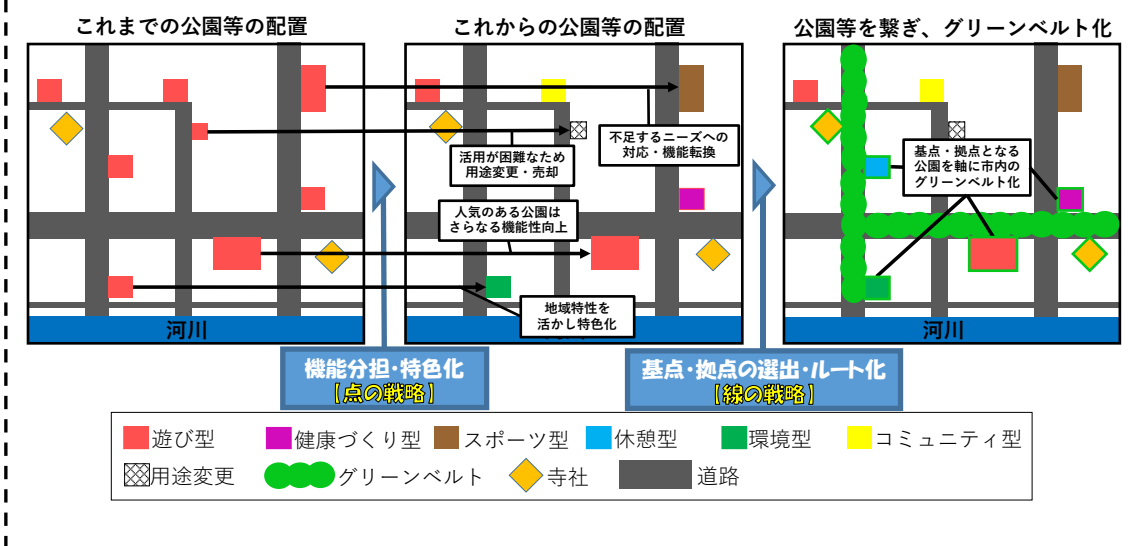 これまでの公園等の配置
これからの公園等の配置
公園等を繋ぎ、グリーンベルト化
不足するニーズへの
対応・機能転換
活用が困難なため
用途変更・売却
人気のある公園は
さらなる機能性向上
地域特性を
活かし特色化
基点・拠点となる
公園を軸に市内の
グリーンベルト化
河川
河川
機能分担・特色化
【点の戦略】
基点・拠点の選出・ルート化
【線の戦略】
遊び型
健康づくり型
スポーツ型
休憩型
環境型
コミュニティ型
用途変更
グリーンベルト
寺社
道路